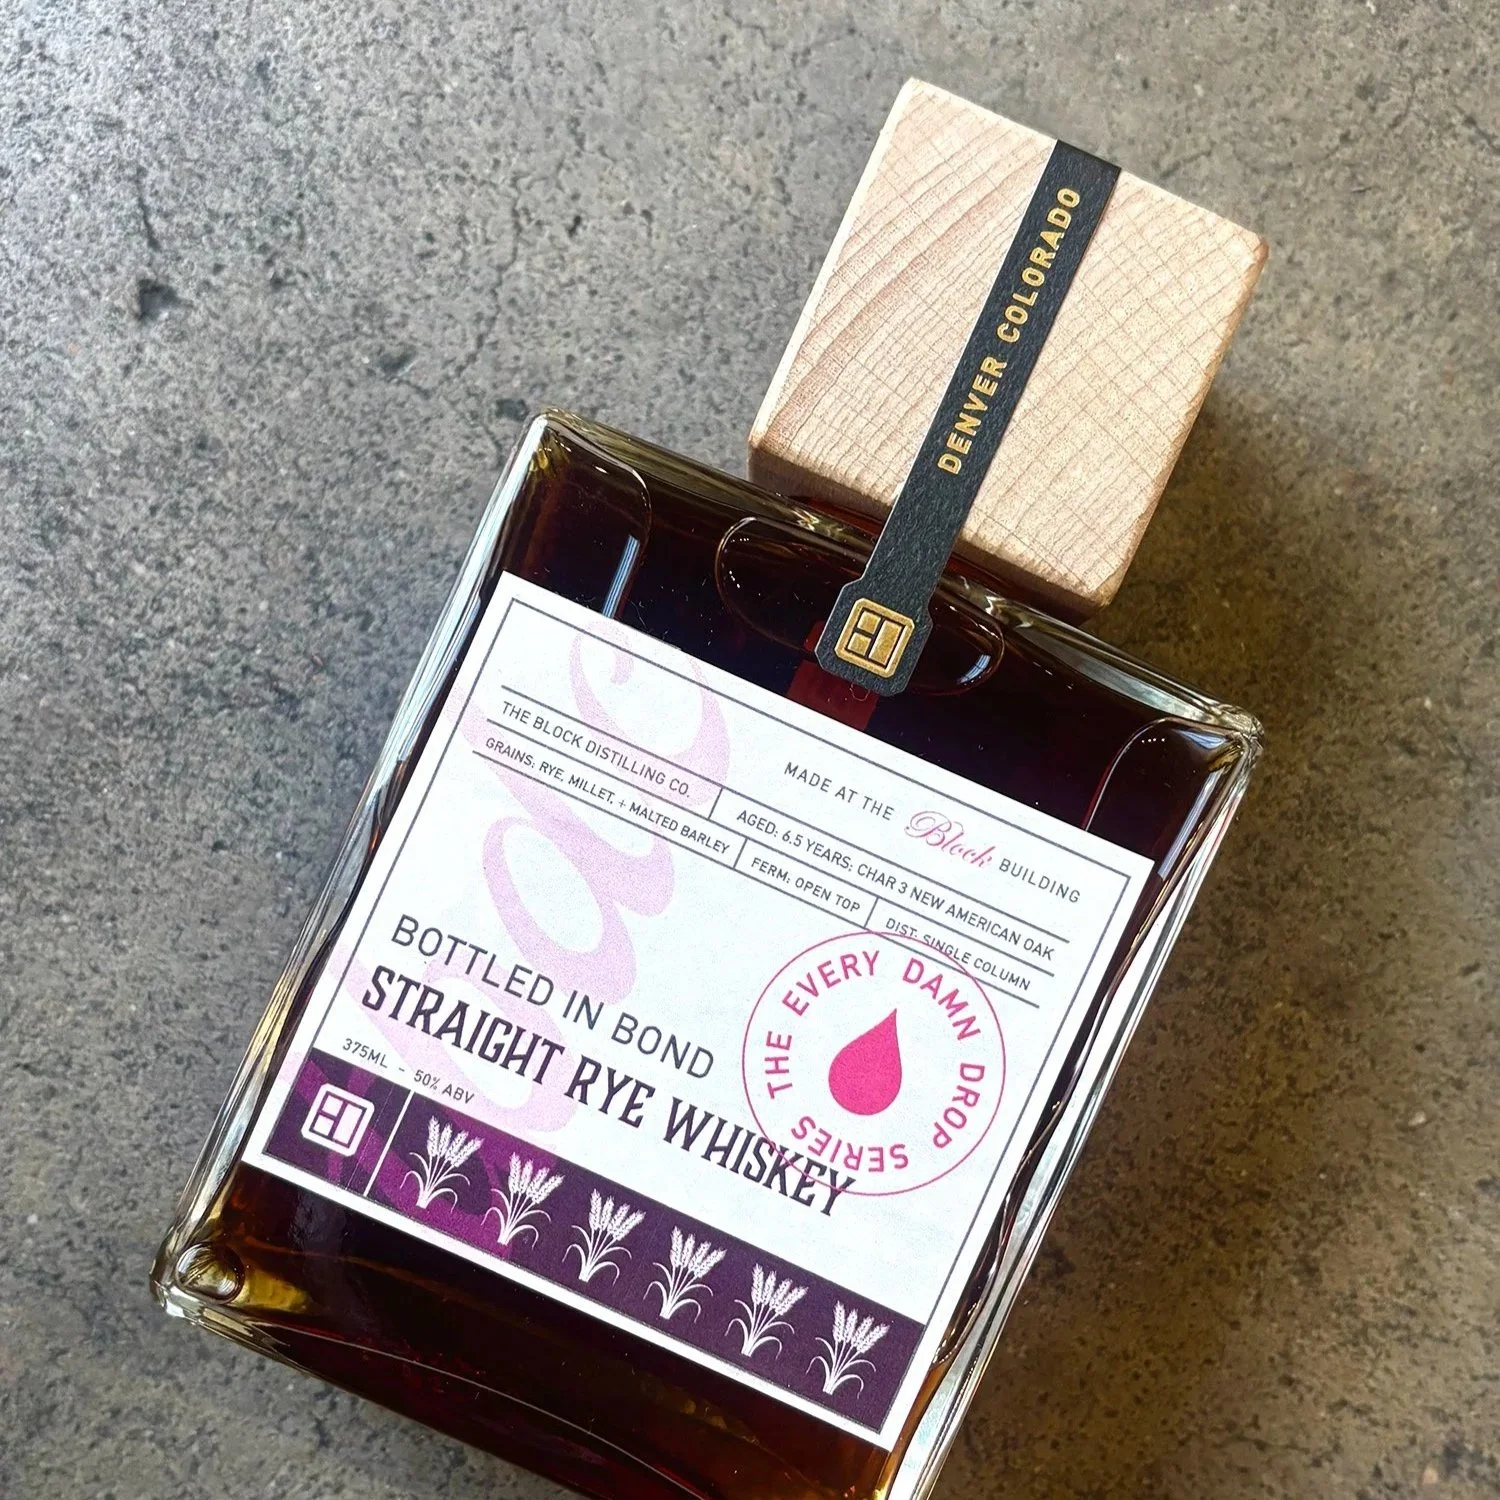 DENVER COLORADO
MADE AT THE Block BUILDING
THE BLOCK DISTILLING CO.
AGED: 6.5 YEARS; CHAR 3 NEW AMERICAN OAK
GRAINS: RYE, MILLET, + MALTED BARLEY
FERM: OPEN TOP
DIST: SINGLE COLUMN
THE EVERY DAMN DROP SERIES
BOTTLED IN BOND
STRAIGHT RYE WHISKEY
375ML - 50% ABV